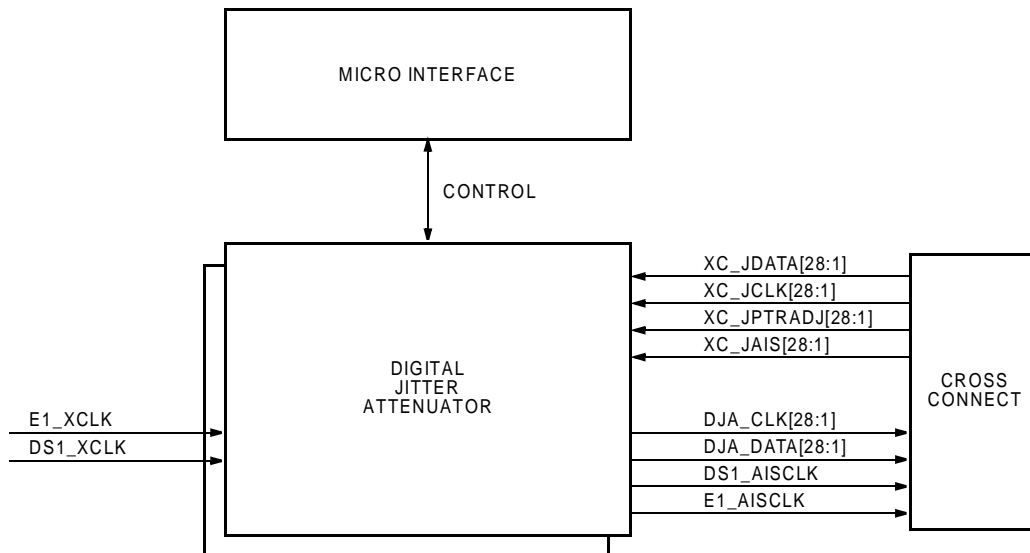 MICRO INTERFACE
CONTROL
XC_JDATA[28:1]
XC_JCLK[28:1]
XC_JPTRADJ[28:1]
XC_JAIS[28:1]
DIGITAL
JITTER
ATTENUATOR
CROSS
CONNECT
E1_XCLK
DS1_XCLK
DJA_CLK[28:1]
DJA_DATA[28:1]
DS1_AISCLK
E1_AISCLK